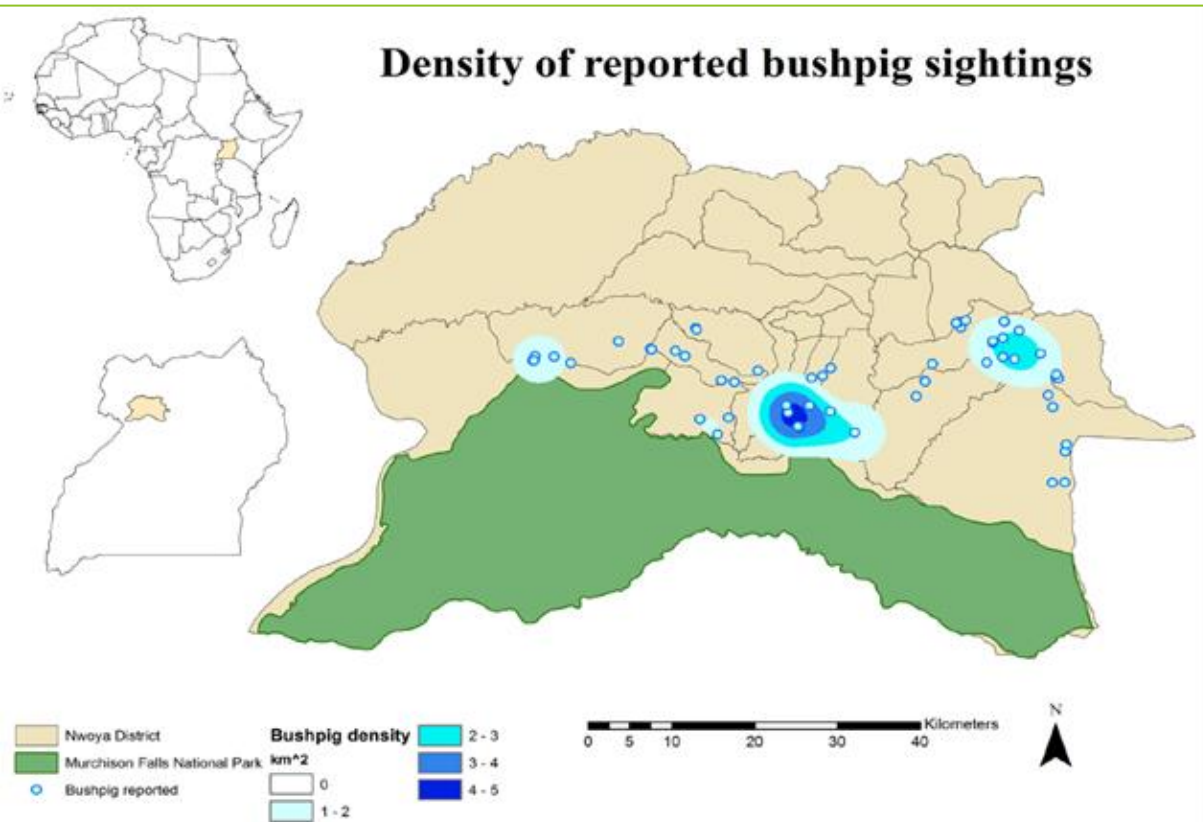 Density of reported bushpig sightings
Nwoya District
Murchison Falls National Park
Bushpig reported
Bushpig density
km^2
0
1 - 2
2 - 3
3 - 4
4 - 5
Kilometers
0 5 10 20 30 40
N